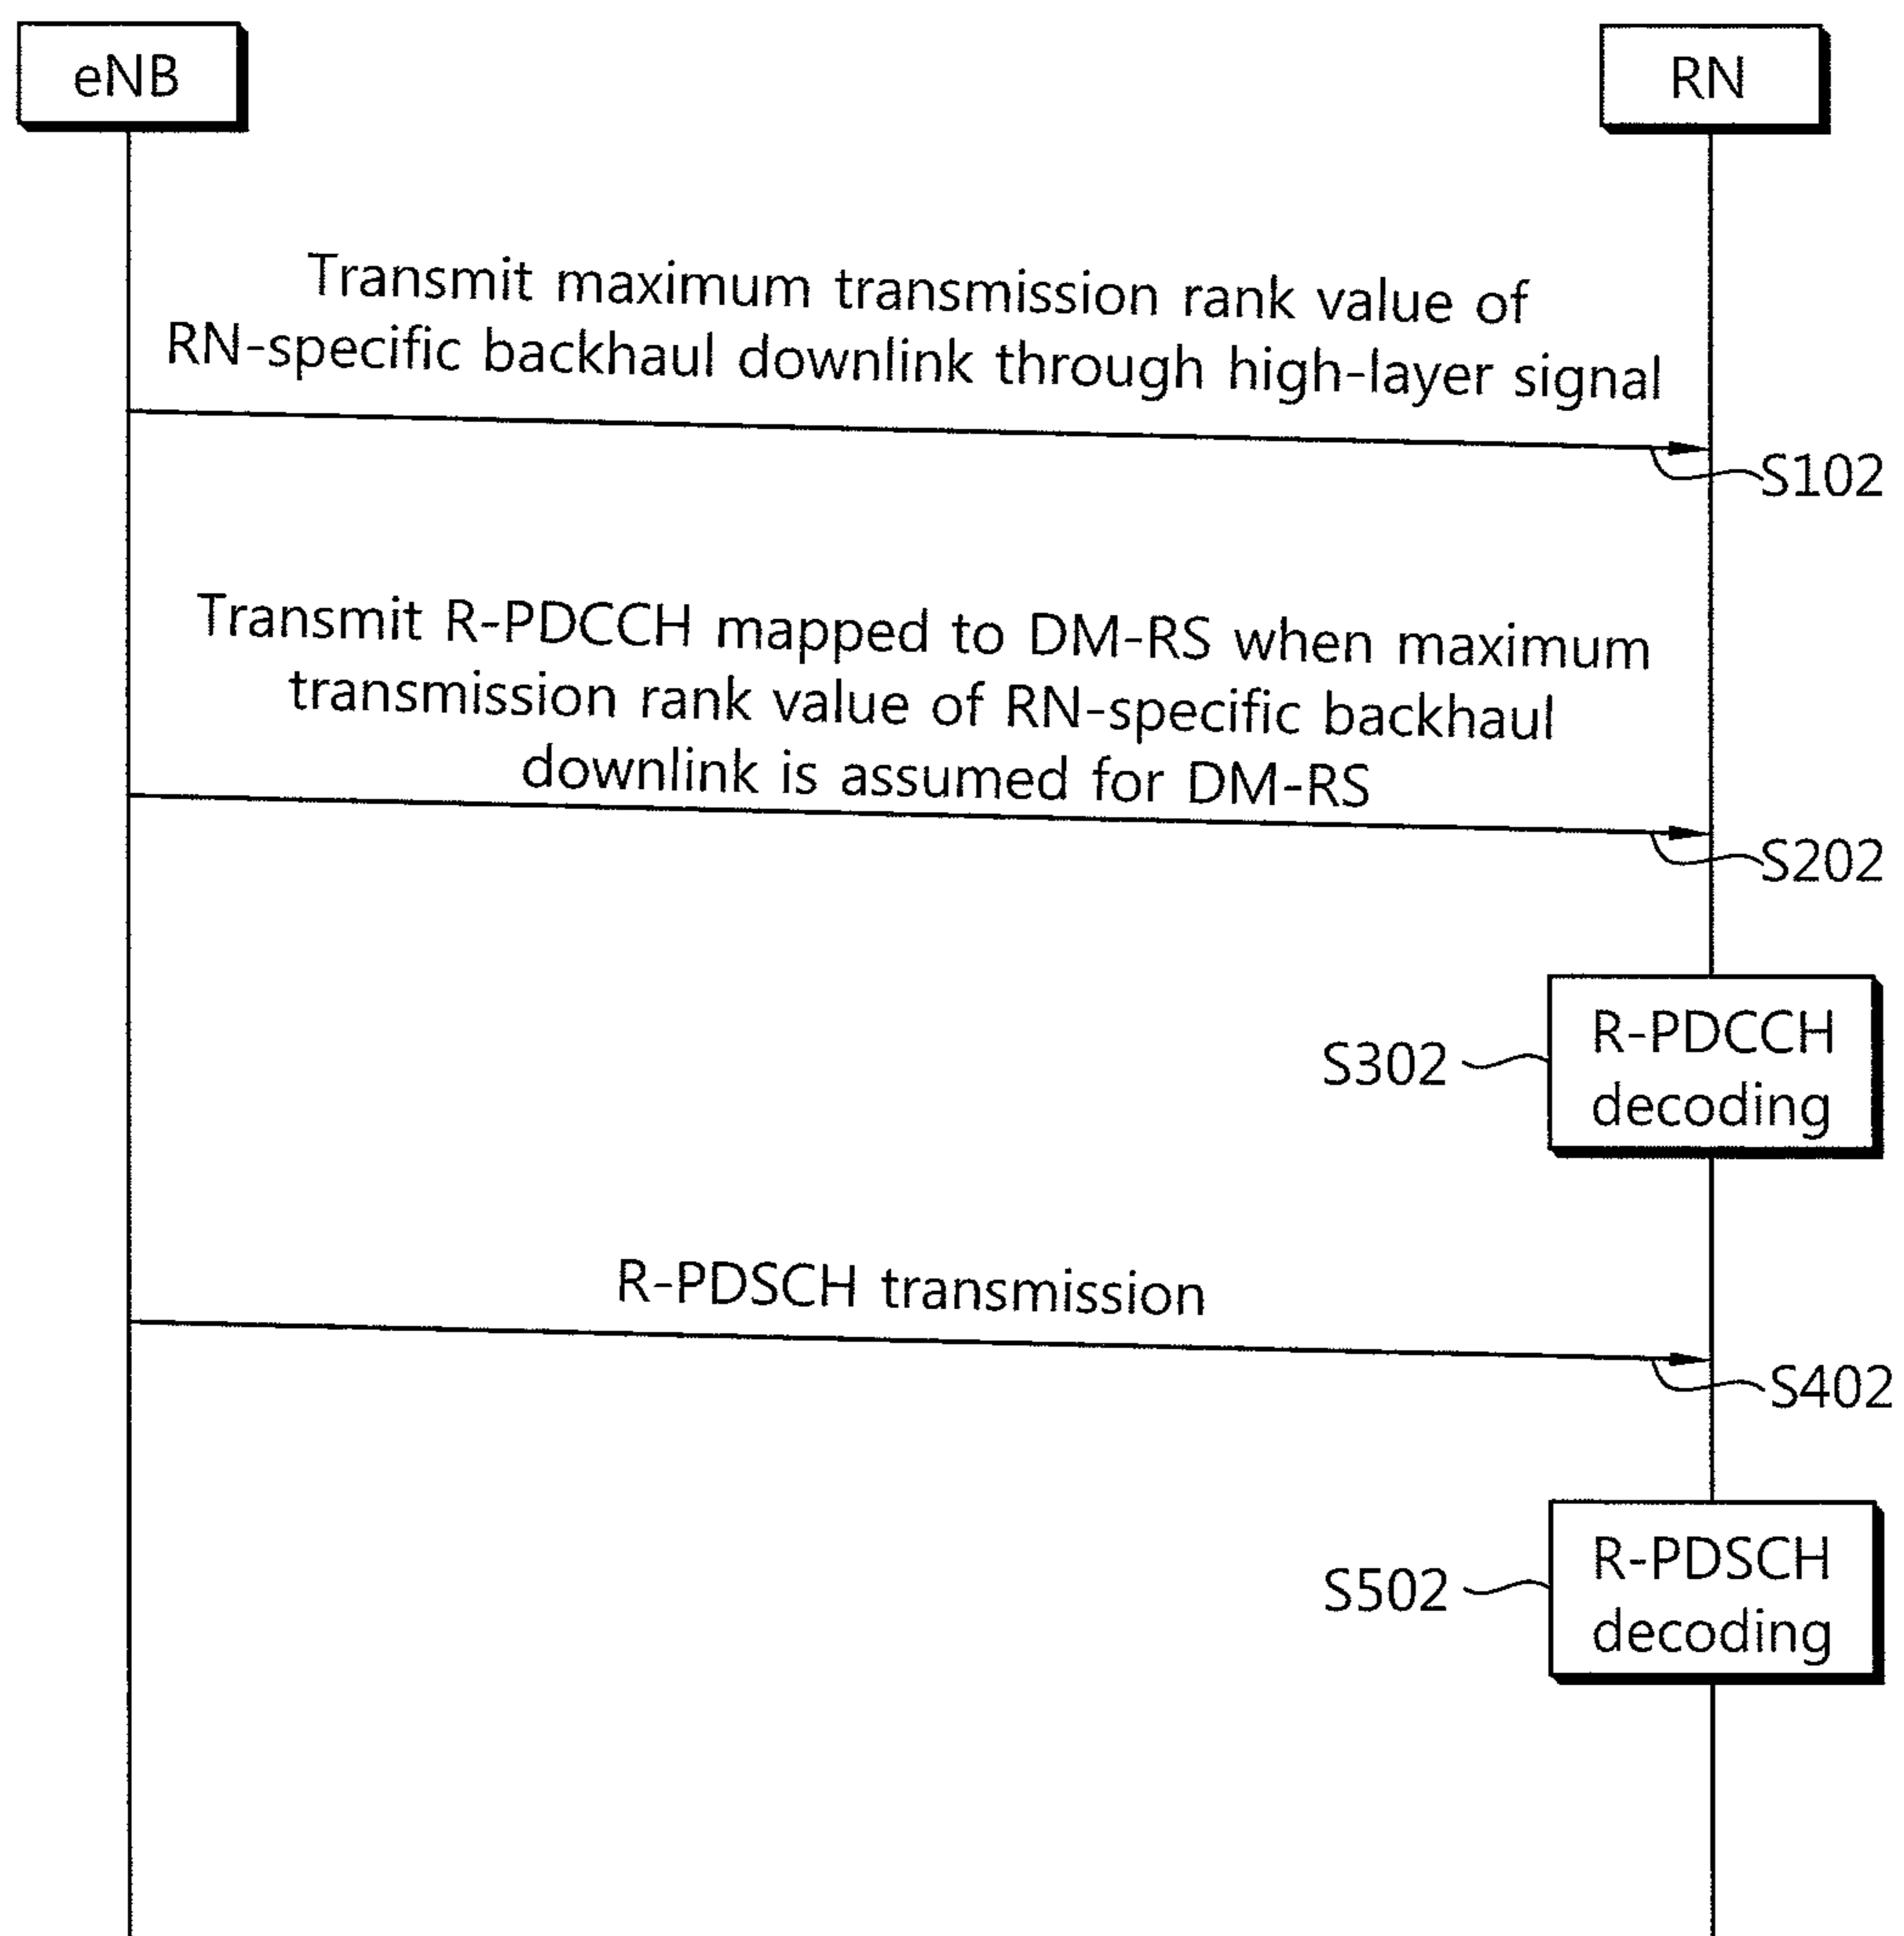 eNB
RN
Transmit maximum transmission rank value of
RN-specific backhaul downlink through high-layer signal
S102
Transmit R-PDCCH mapped to DM-RS when maximum
transmission rank value of RN-specific backhaul
downlink is assumed for DM-RS
S202
R-PDCCH
decoding
S302
R-PDSCH transmission
S402
R-PDSCH
decoding
S502